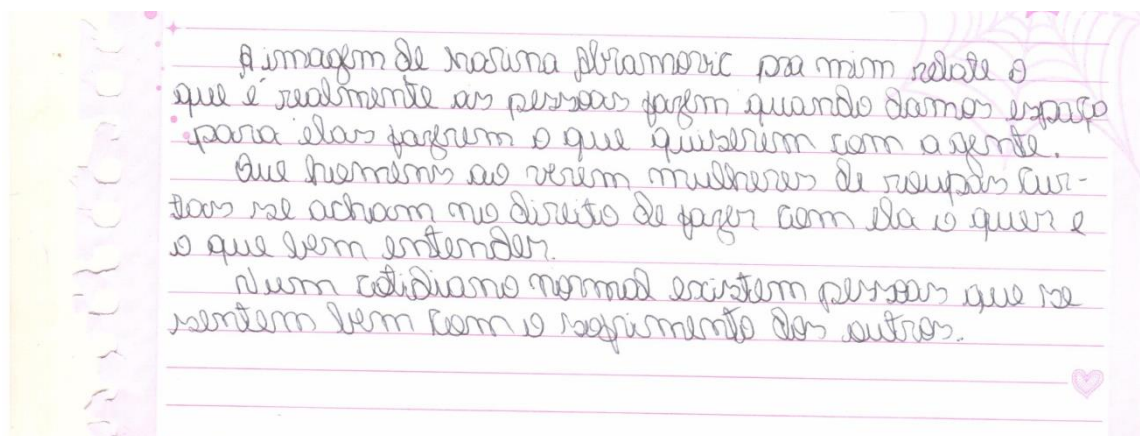 A imagem de Marina Abramovic pra mim relate o
que é realmente as pessoas fazem quando damos espaço
para elas fazerem o que quiserem com a gente.
Que homens ao verem mulheres de roupas cur-
tas se acham no direito de fazer com ela o quer e
o que bem entender.
Num cotidiano normal existem pessoas que se
sentem bem com o sofrimento dos outros.